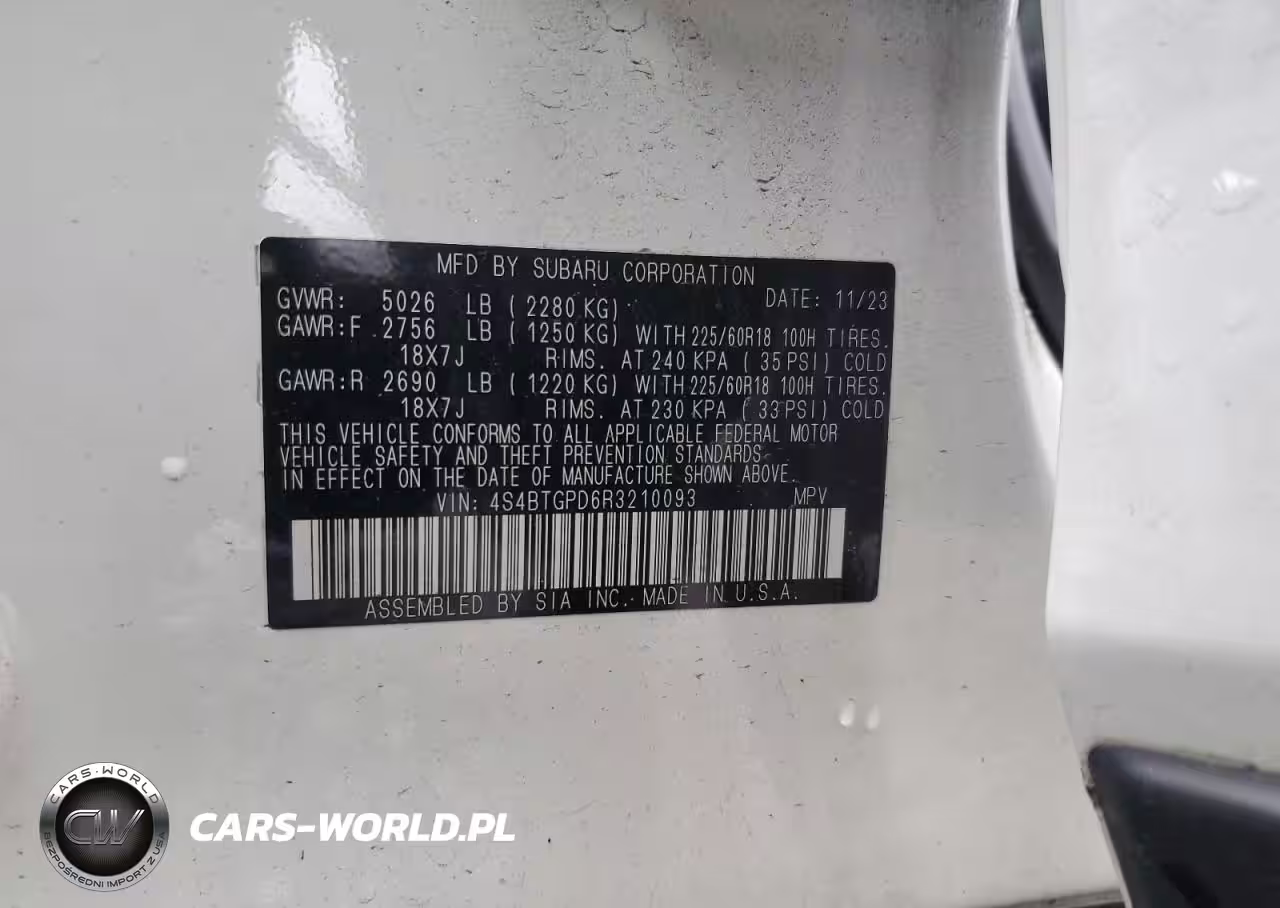 MFD BY SUBARU CORPORATION
GVWR: 5026 LB ( 2280 KG) DATE: 11/23
GAWR:F 2756 LB ( 1250 KG) WITH 225/60R18 100H TIRES.
18X7J RIMS. AT 240 KPA ( 35 PSI) COLD
GAWR:R 2690 LB ( 1220 KG) WITH 225/60R18 100H TIRES.
18X7J RIMS. AT 230 KPA ( 33 PSI) COLD
THIS VEHICLE CONFORMS TO ALL APPLICABLE FEDERAL MOTOR
VEHICLE SAFETY AND THEFT PREVENTION STANDARDS
IN EFFECT ON THE DATE OF MANUFACTURE SHOWN ABOVE.
VIN: 4S4BTGPD6R3210093 MPV
ASSEMBLED BY SIA INC. MADE IN U.S.A.
CARS-WORLD
CW
BEZPOŚREDNI IMPORT Z USA
CARS-WORLD.PL